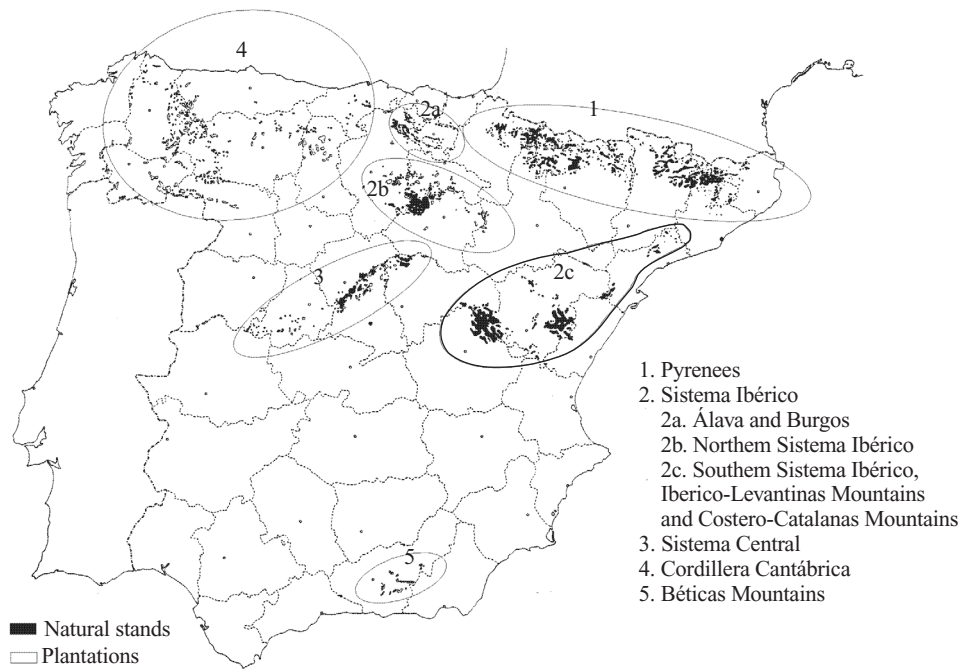 4
1
2a
2b
3
2c
1. Pyrenees
2. Sistema Ibérico
2a. Álava and Burgos
2b. Northem Sistema Ibérico
2c. Southem Sistema Ibérico,
Iberico-Levantinas Mountains
and Costero-Catalanas Mountains
3. Sistema Central
4. Cordillera Cantábrica
5. Béticas Mountains
5
Natural stands
Plantations